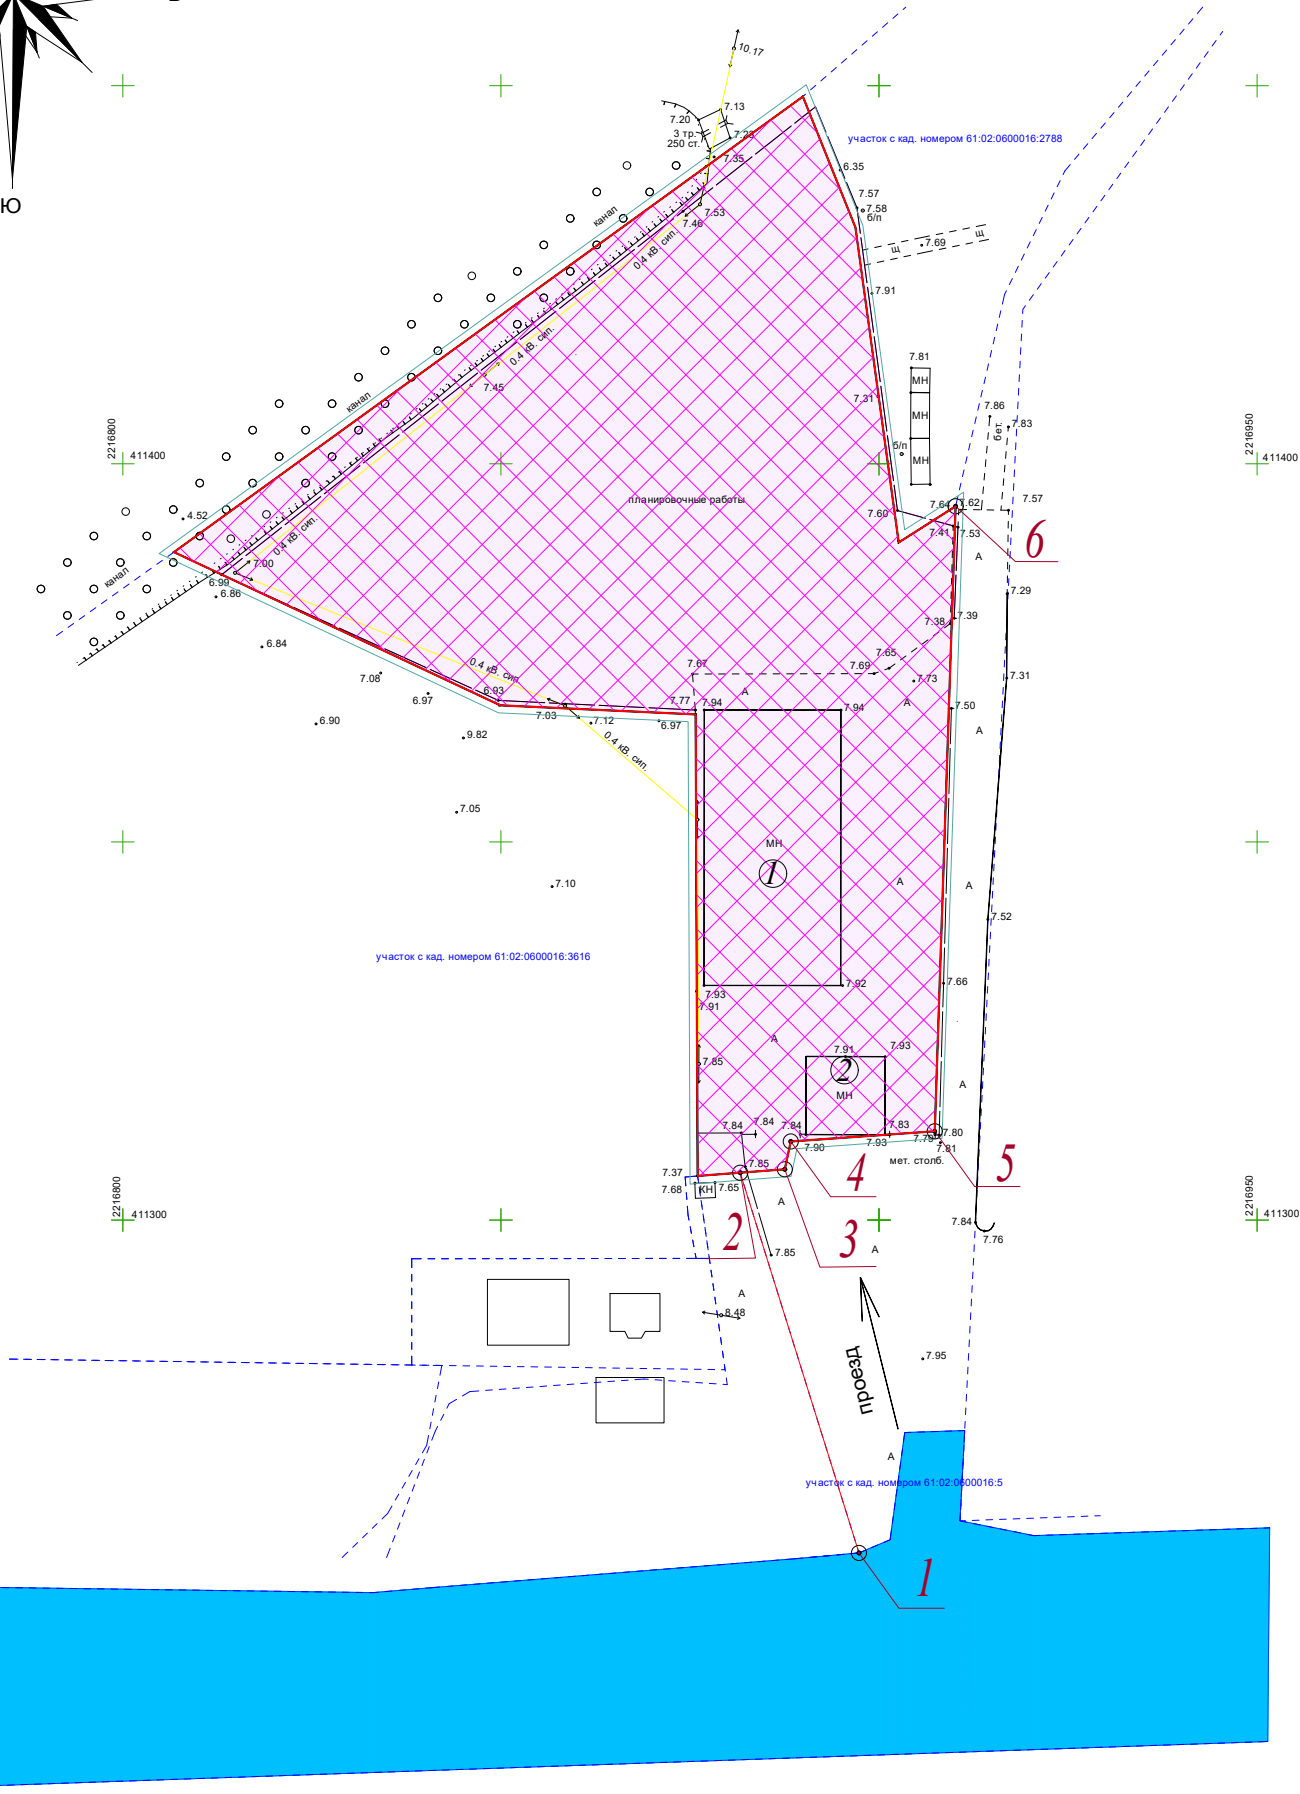 Ю
10.17
7.13
7.20
3 тр.
250 ст.
7.23
7.35
участок с кад. номером 61:02:0600016:2788
6.35
7.57
7.58
б/п
7.53
7.46
канал
0.4 кВ. сип.
щ
7.69
щ
7.91
0.4 кВ. сип.
7.45
7.81
МН
МН
МН
7.31
канал
7.86
7.83
бет.
б/п
2216800
411400
2216950
411400
планировочные работы
7.64
7.62
7.57
7.60
4.52
7.41
7.53
6
А
0.4 кВ. сип.
7.00
канал
6.99
6.86
7.29
7.38
7.39
6.84
7.08
6.97
6.93
0.4 кВ. сип.
7.67
7.69
7.65
7.73
7.31
А
А
7.77
7.94
7.94
7.50
6.90
7.03
7.12
6.97
9.82
0.4 кВ. сип.
А
7.05
МН
1
А
А
7.10
7.52
участок с кад. номером 61:02:0600016:3616
7.93
7.92
7.66
7.91
А
7.91
7.93
7.85
2
МН
А
7.84
7.84
7.84
7.83
7.90
7.93
7.79
7.80
7.81
мет. столб.
7.37
7.85
7.68
КН
7.65
4
5
А
2216800
411300
2216950
411300
2
3
7.84
7.76
7.85
А
А
8.48
7.95
проезд
А
участок с кад. номером 61:02:0600016:5
1